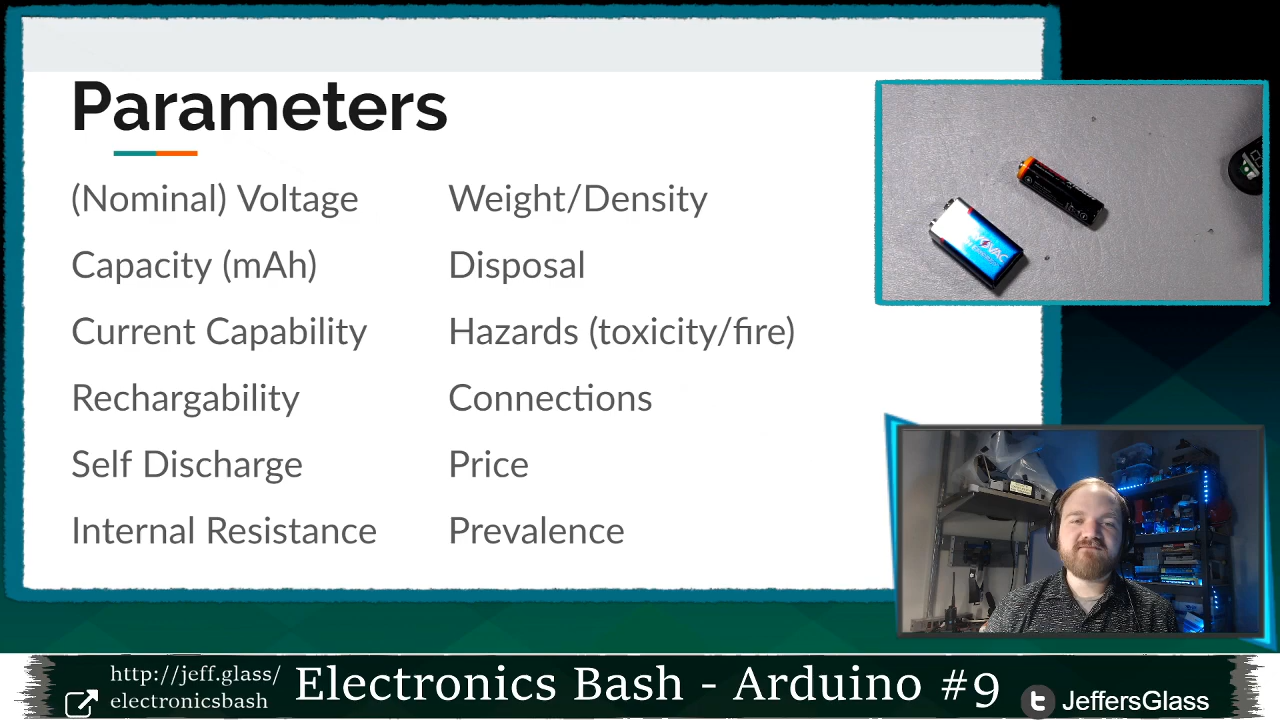 Parameters
(Nominal) Voltage
Capacity (mAh)
Current Capability
Rechargability
Self Discharge
Internal Resistance
Weight/Density
Disposal
Hazards (toxicity/fire)
Connections
Price
Prevalence
http://jeff.glass/
electronicsbash
Electronics Bash - Arduino #9
JeffersGlass